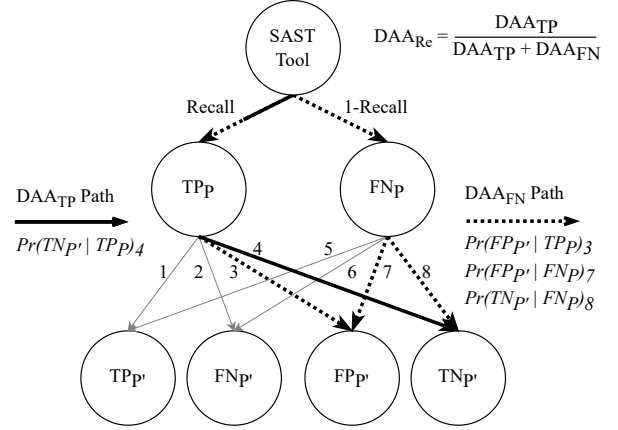 SAST
Tool
DAA_Re = DAA_TP / (DAA_TP + DAA_FN)
Recall
1-Recall
TP_P
FN_P
DAA_TP Path
Pr(TN_P' | TP_P)_4
DAA_FN Path
Pr(FP_P' | TP_P)_3
Pr(FP_P' | FN_P)_7
Pr(TN_P' | FN_P)_8
1 2 3 4 5 6 7 8
TP_P'
FN_P'
FP_P'
TN_P'